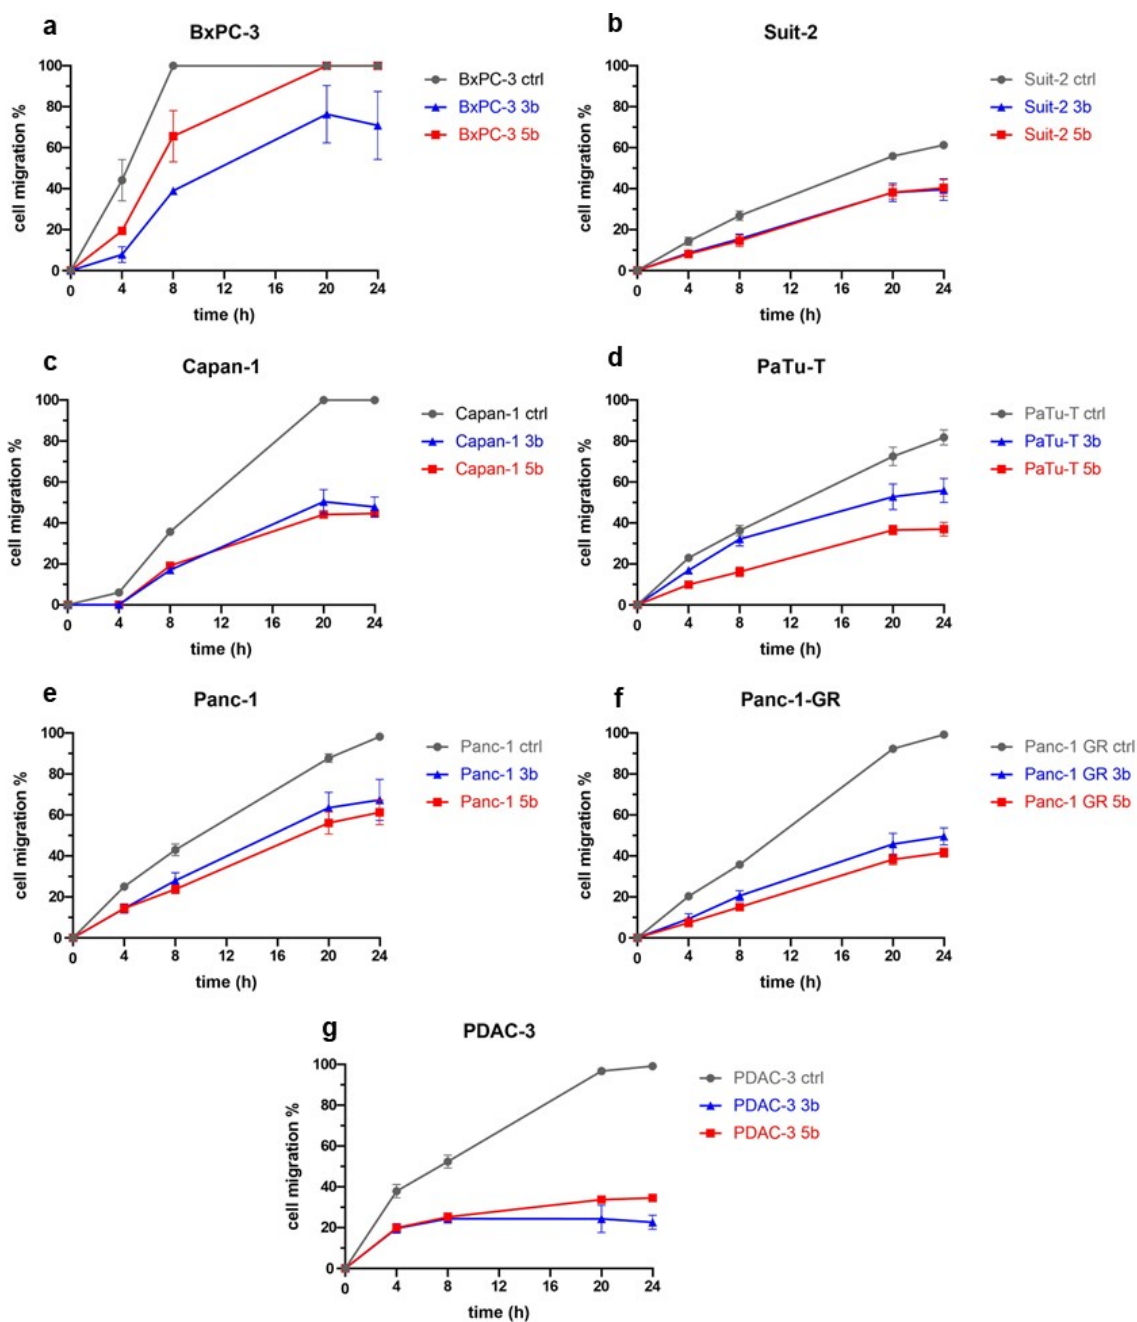 a
BxPC-3
cell migration %
100
80
60
40
20
0
0 4 8 12 16 20 24
time (h)
BxPC-3 ctrl
BxPC-3 3b
BxPC-3 5b
b
Suit-2
cell migration %
100
80
60
40
20
0
0 4 8 12 16 20 24
time (h)
Suit-2 ctrl
Suit-2 3b
Suit-2 5b
c
Capan-1
cell migration %
100
80
60
40
20
0
0 4 8 12 16 20 24
time (h)
Capan-1 ctrl
Capan-1 3b
Capan-1 5b
d
PaTu-T
cell migration %
100
80
60
40
20
0
0 4 8 12 16 20 24
time (h)
PaTu-T ctrl
PaTu-T 3b
PaTu-T 5b
e
Panc-1
cell migration %
100
80
60
40
20
0
0 4 8 12 16 20 24
time (h)
Panc-1 ctrl
Panc-1 3b
Panc-1 5b
f
Panc-1-GR
cell migration %
100
80
60
40
20
0
0 4 8 12 16 20 24
time (h)
Panc-1 GR ctrl
Panc-1 GR 3b
Panc-1 GR 5b
g
PDAC-3
cell migration %
100
80
60
40
20
0
0 4 8 12 16 20 24
time (h)
PDAC-3 ctrl
PDAC-3 3b
PDAC-3 5b